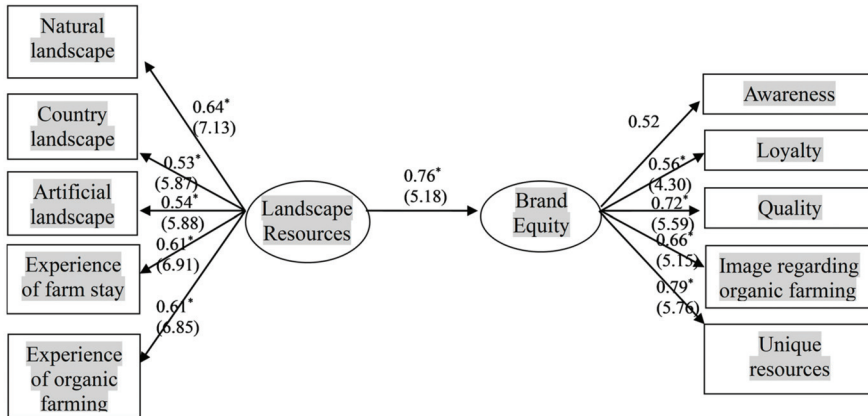 Natural
landscape
0.64*
(7.13)
Country
landscape
0.53*
(5.87)
Artificial
landscape
0.54*
(5.88)
Experience
of farm stay
0.61*
(6.91)
Experience
of organic
farming
0.61*
(6.85)
Landscape
Resources
0.76*
(5.18)
Brand
Equity
0.52
Awareness
0.56*
(4.30)
Loyalty
0.72*
(5.59)
Quality
0.66*
(5.15)
Image regarding
organic farming
0.79*
(5.76)
Unique
resources